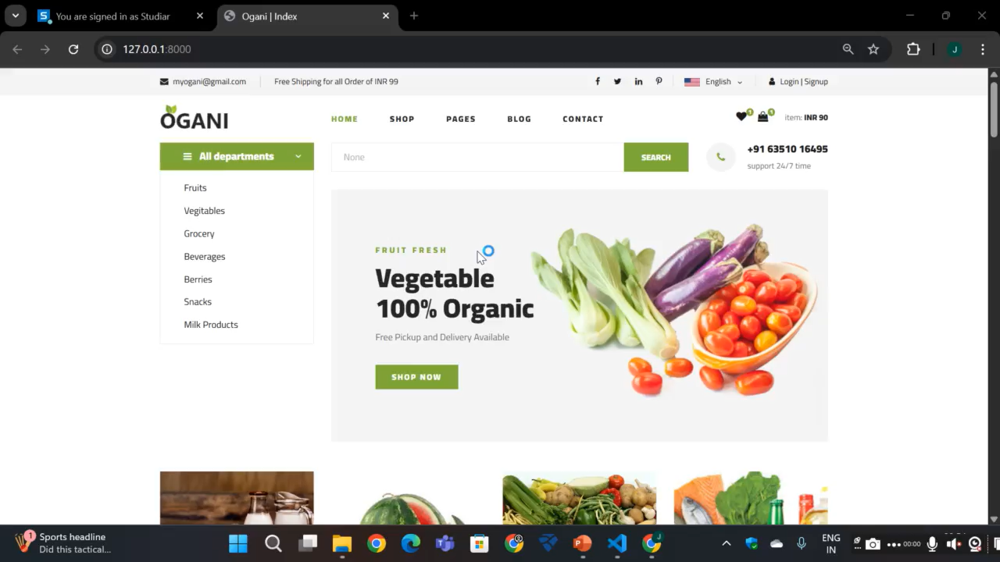 You are signed in as Studiar
Ogani | Index
127.0.0.1:8000
myogani@gmail.com
Free Shipping for all Order of INR 99
English
Login | Signup
OGANI
HOME
SHOP
PAGES
BLOG
CONTACT
1
1
item: INR 90
All departments
None
SEARCH
+91 63510 16495
support 24/7 time
Fruits
Vegitables
Grocery
Beverages
Berries
Snacks
Milk Products
FRUIT FRESH
Vegetable
100% Organic
Free Pickup and Delivery Available
SHOP NOW
1
Sports headline
Did this tactical...
ENG
IN
00:00